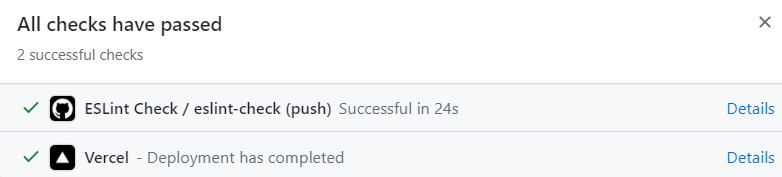 All checks have passed
2 successful checks
ESLint Check / eslint-check (push) Successful in 24s Details
Vercel - Deployment has completed Details